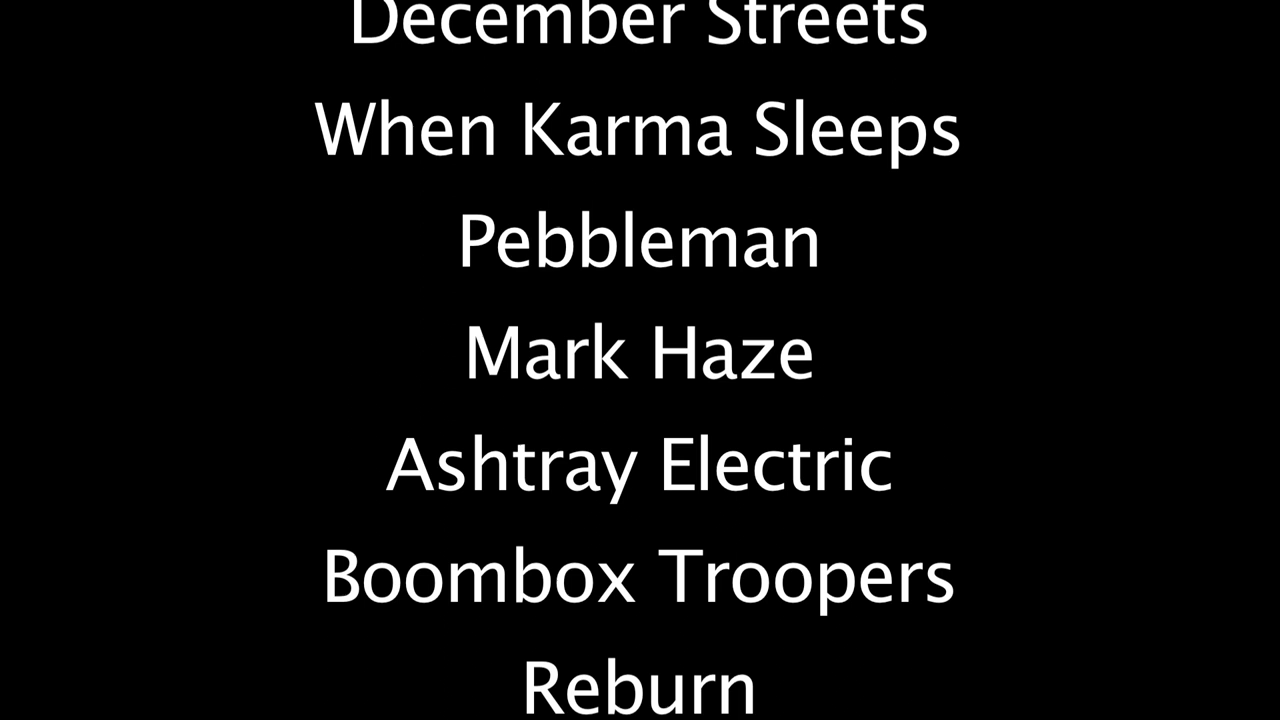 December Streets
When Karma Sleeps
Pebbleman
Mark Haze
Ashtray Electric
Boombox Troopers
Reburn